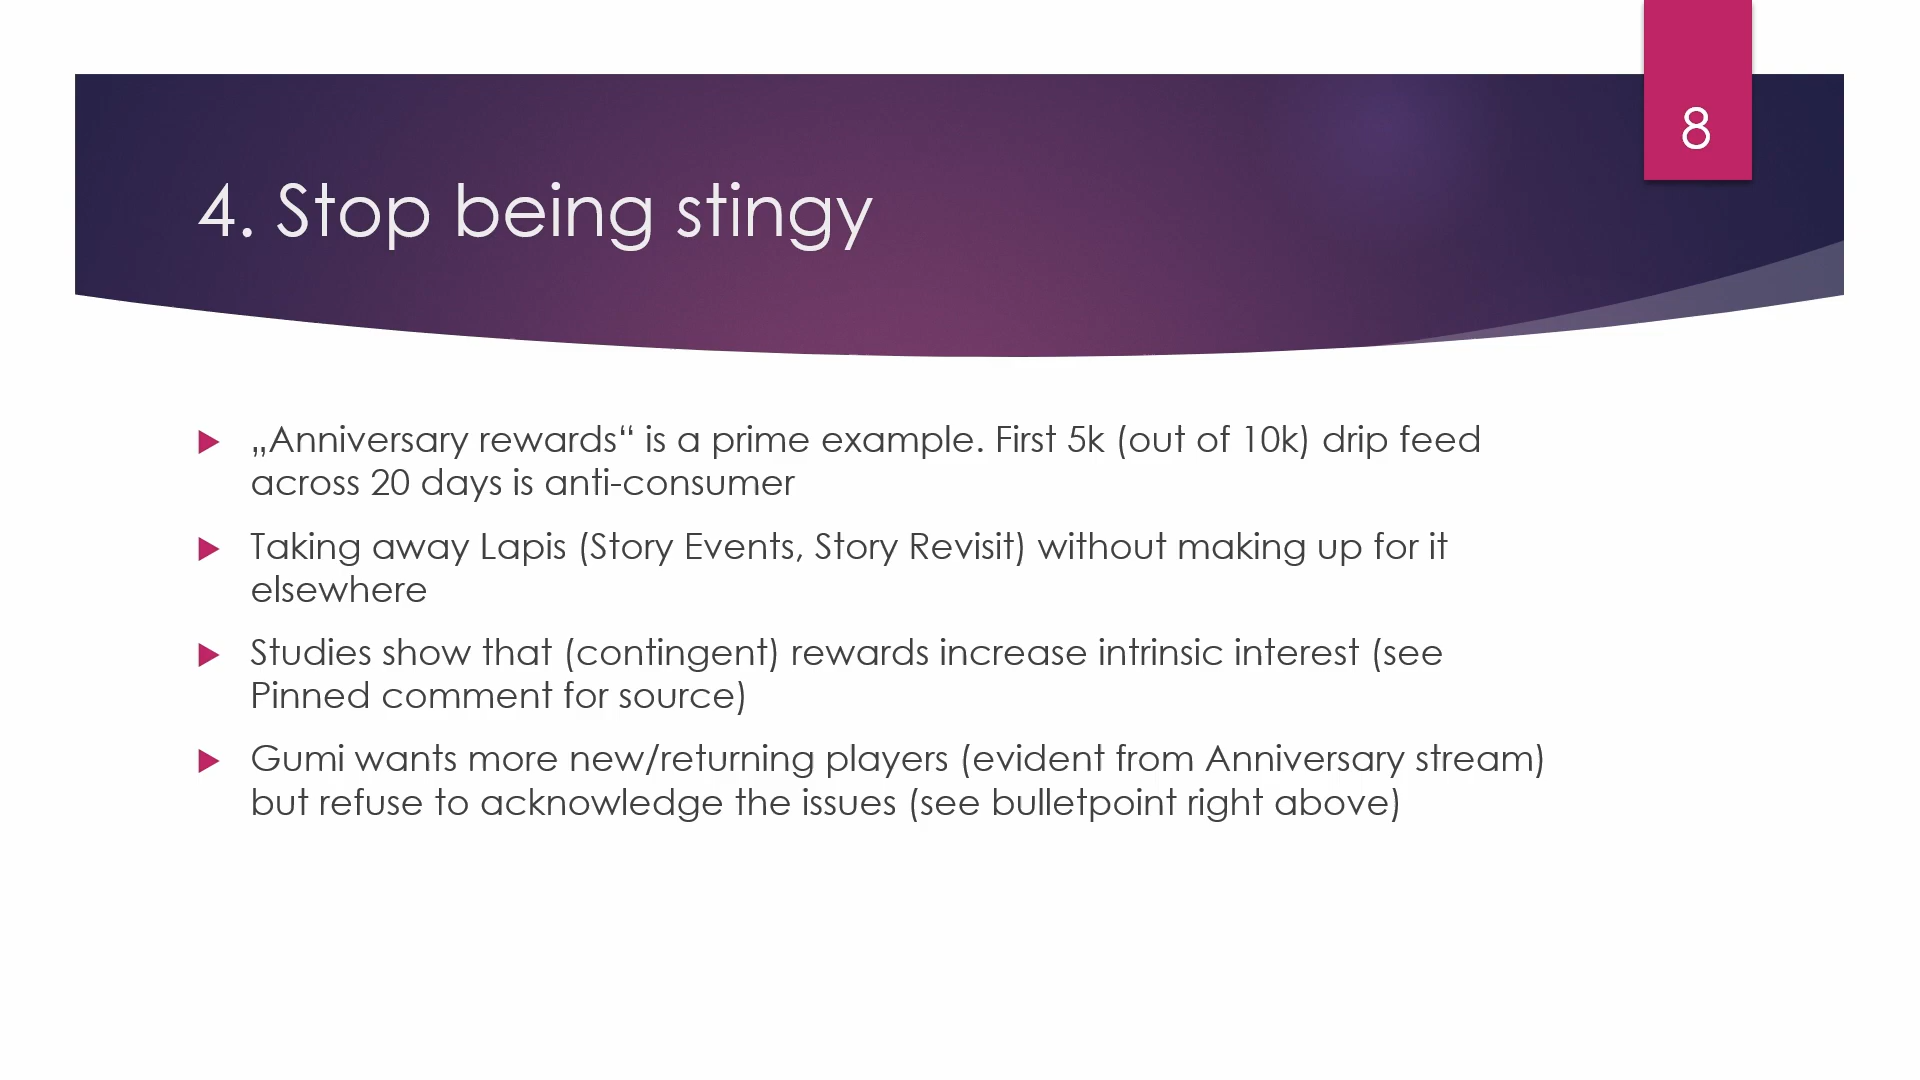 8
4. Stop being stingy
„Anniversary rewards“ is a prime example. First 5k (out of 10k) drip feed
across 20 days is anti-consumer
Taking away Lapis (Story Events, Story Revisit) without making up for it
elsewhere
Studies show that (contingent) rewards increase intrinsic interest (see
Pinned comment for source)
Gumi wants more new/returning players (evident from Anniversary stream)
but refuse to acknowledge the issues (see bulletpoint right above)